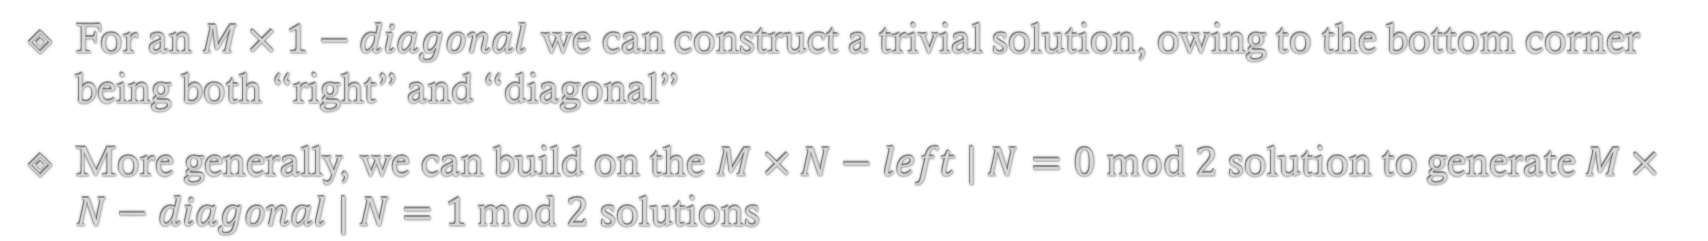 For an M × 1 − diagonal we can construct a trivial solution, owing to the bottom corner
being both “right” and “diagonal”
More generally, we can build on the M × N − left | N = 0 mod 2 solution to generate M ×
N − diagonal | N = 1 mod 2 solutions